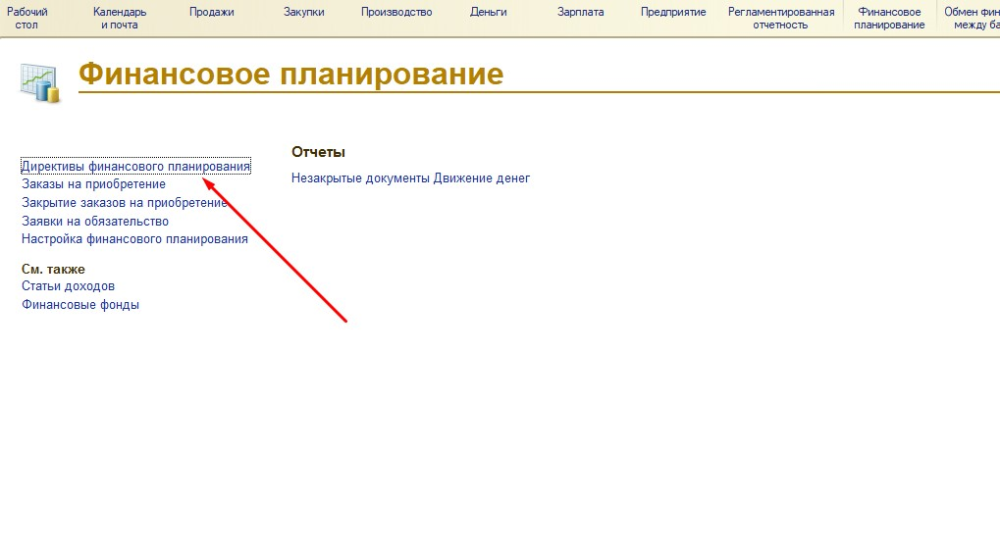 Рабочий
стол
Календарь
и почта
Продажи
Закупки
Производство
Деньги
Зарплата
Предприятие
Регламентированная
отчетность
Финансовое
планирование
Обмен фин
между ба
Финансовое планирование
Директивы финансового планирования
Заказы на приобретение
Закрытие заказов на приобретение
Заявки на обязательство
Настройка финансового планирования
См. также
Статьи доходов
Финансовые фонды
Отчеты
Незакрытые документы Движение денег